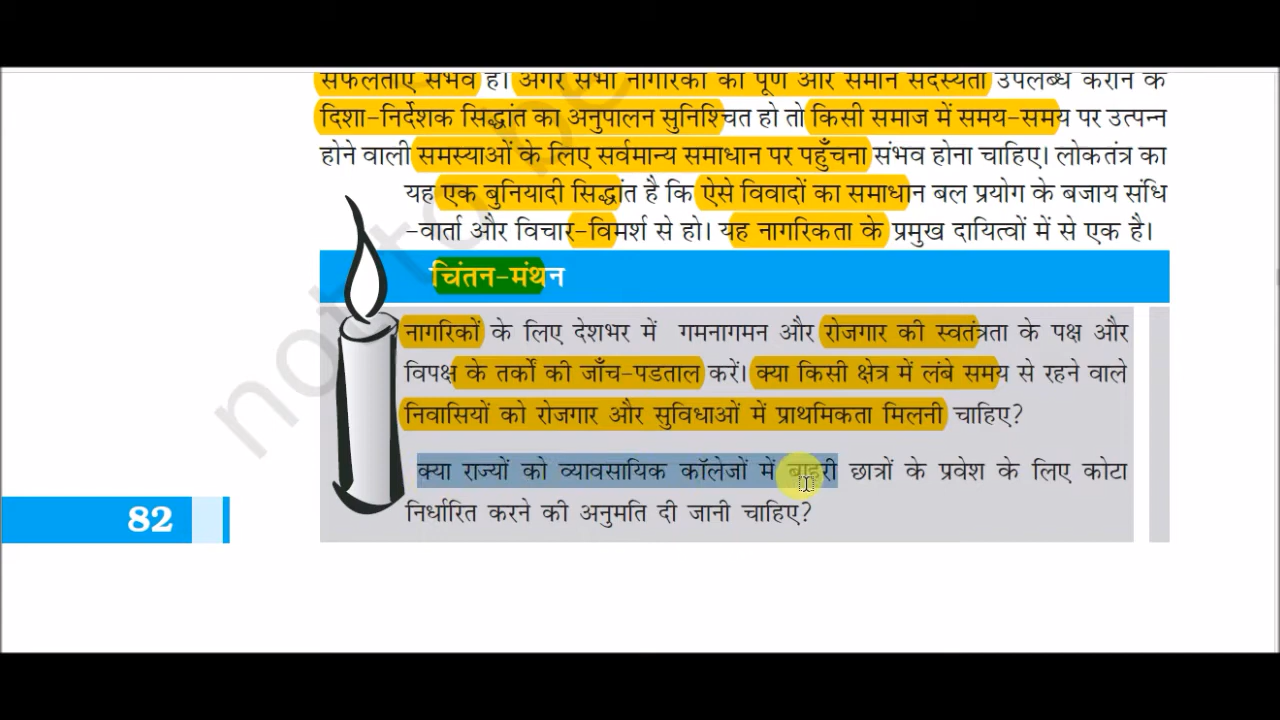 सफलताएँ संभव हैं। अगर सभी नागरिकों को पूर्ण और समान सदस्यता उपलब्ध कराने के
दिशा-निर्देशक सिद्धांत का अनुपालन सुनिश्चित हो तो किसी समाज में समय-समय पर उत्पन्न
होने वाली समस्याओं के लिए सर्वमान्य समाधान पर पहुँचना संभव होना चाहिए। लोकतंत्र का
यह एक बुनियादी सिद्धांत है कि ऐसे विवादों का समाधान बल प्रयोग के बजाय संधि
-वार्ता और विचार-विमर्श से हो। यह नागरिकता के प्रमुख दायित्वों में से एक है।
चिंतन-मंथन
नागरिकों के लिए देशभर में गमनागमन और रोजगार की स्वतंत्रता के पक्ष और
विपक्ष के तर्कों की जाँच-पडताल करें। क्या किसी क्षेत्र में लंबे समय से रहने वाले
निवासियों को रोजगार और सुविधाओं में प्राथमिकता मिलनी चाहिए?
क्या राज्यों को व्यावसायिक कॉलेजों में बाहरी छात्रों के प्रवेश के लिए कोटा
निर्धारित करने की अनुमति दी जानी चाहिए?
82
not to be